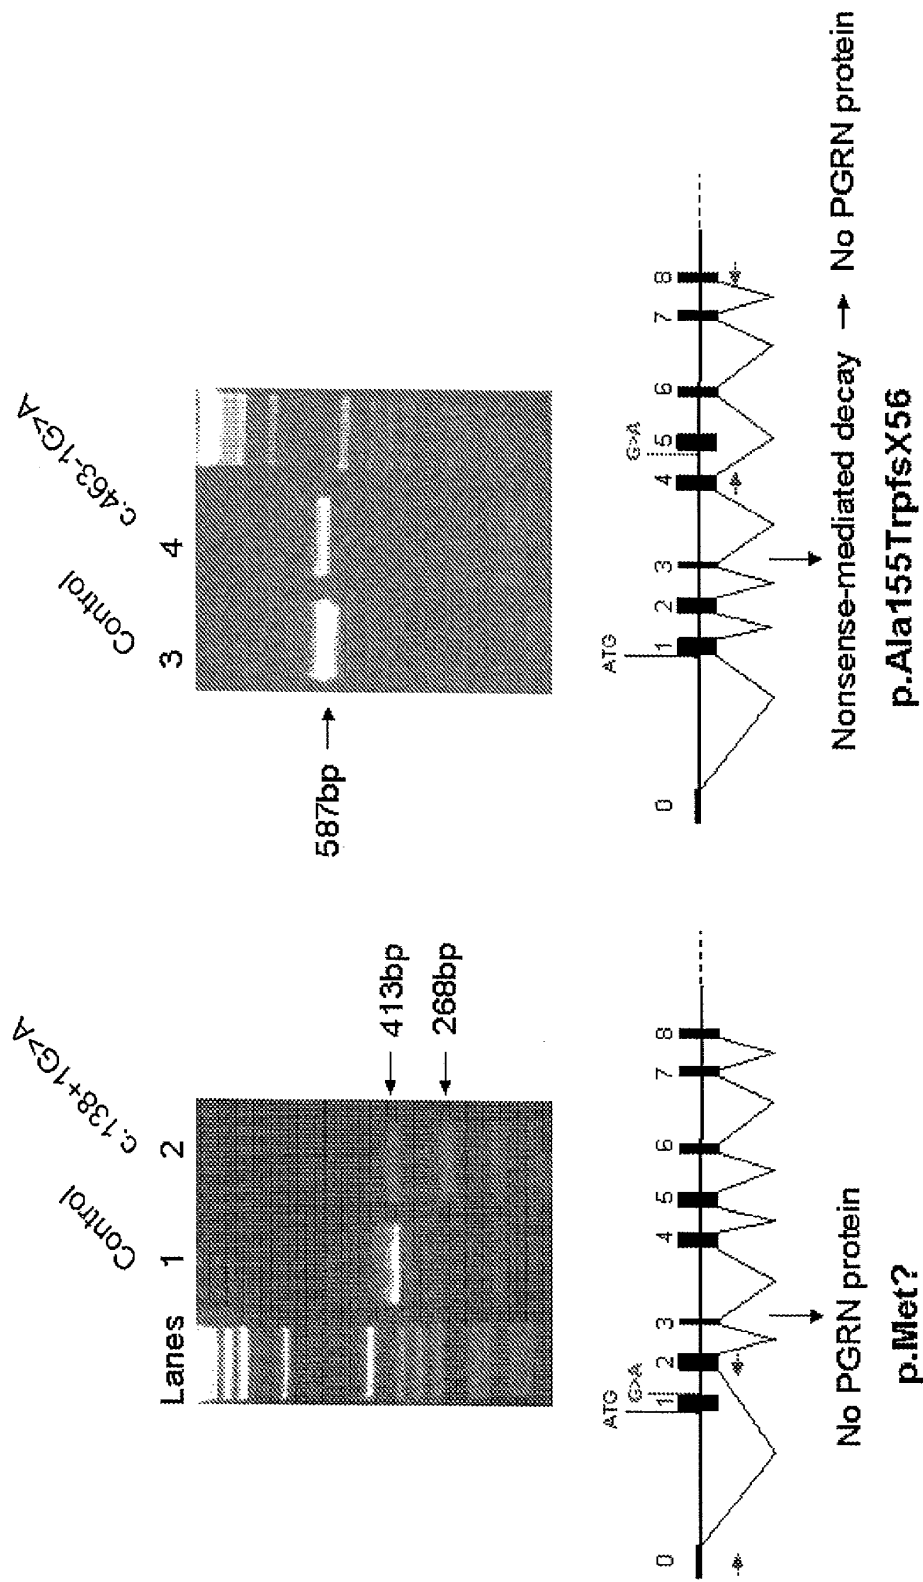 Control
c.138+1G>A
Lanes 1 2
413bp
268bp
ATG
G>A
0 1 2 3 4 5 6 7 8
No PGRN protein
p.Met?
Control
c.463-1G>A
3 4
587bp
ATG
G>A
0 1 2 3 4 5 6 7 8
Nonsense-mediated decay → No PGRN protein
p.Ala155TrpfsX56